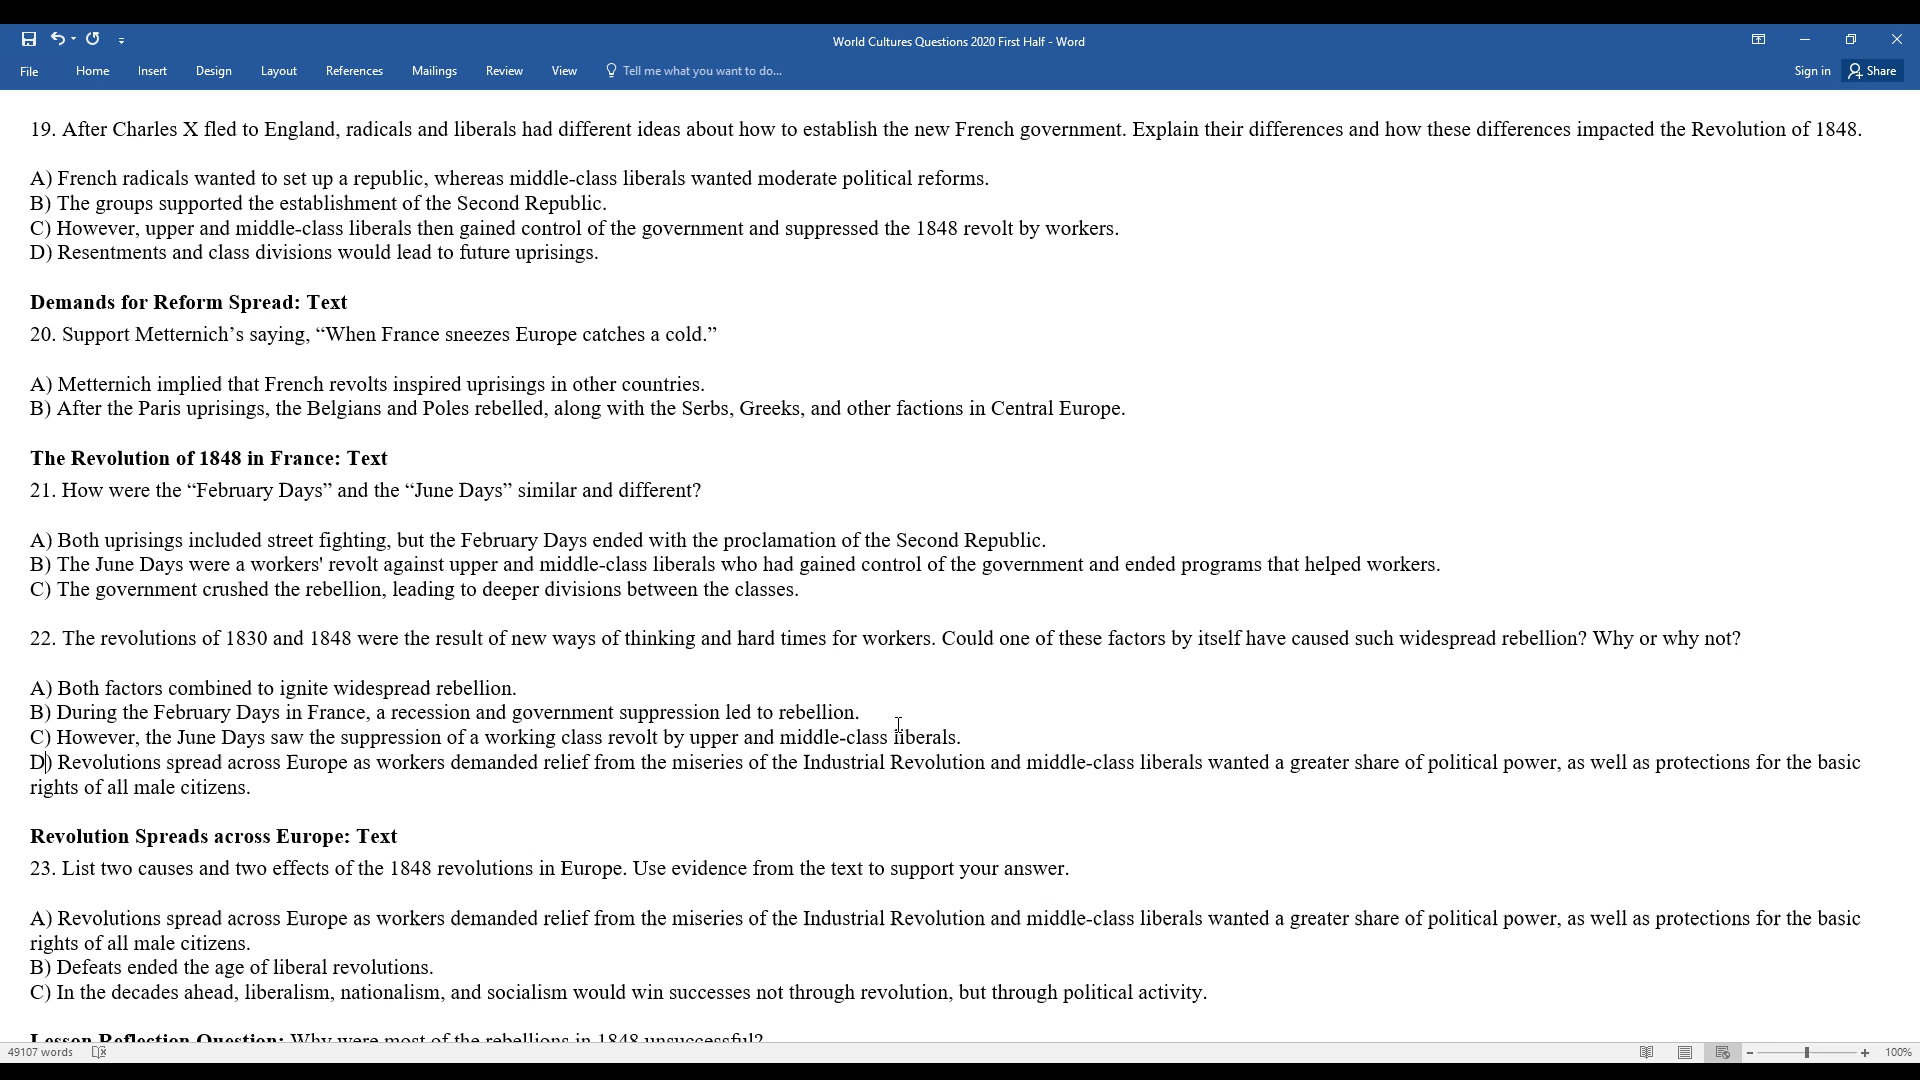 World Cultures Questions 2020 First Half - Word
File Home Insert Design Layout References Mailings Review View Tell me what you want to do... Sign in Share
19. After Charles X fled to England, radicals and liberals had different ideas about how to establish the new French government. Explain their differences and how these differences impacted the Revolution of 1848.
A) French radicals wanted to set up a republic, whereas middle-class liberals wanted moderate political reforms.
B) The groups supported the establishment of the Second Republic.
C) However, upper and middle-class liberals then gained control of the government and suppressed the 1848 revolt by workers.
D) Resentments and class divisions would lead to future uprisings.
Demands for Reform Spread: Text
20. Support Metternich’s saying, “When France sneezes Europe catches a cold.”
A) Metternich implied that French revolts inspired uprisings in other countries.
B) After the Paris uprisings, the Belgians and Poles rebelled, along with the Serbs, Greeks, and other factions in Central Europe.
The Revolution of 1848 in France: Text
21. How were the “February Days” and the “June Days” similar and different?
A) Both uprisings included street fighting, but the February Days ended with the proclamation of the Second Republic.
B) The June Days were a workers' revolt against upper and middle-class liberals who had gained control of the government and ended programs that helped workers.
C) The government crushed the rebellion, leading to deeper divisions between the classes.
22. The revolutions of 1830 and 1848 were the result of new ways of thinking and hard times for workers. Could one of these factors by itself have caused such widespread rebellion? Why or why not?
A) Both factors combined to ignite widespread rebellion.
B) During the February Days in France, a recession and government suppression led to rebellion.
C) However, the June Days saw the suppression of a working class revolt by upper and middle-class liberals.
D) Revolutions spread across Europe as workers demanded relief from the miseries of the Industrial Revolution and middle-class liberals wanted a greater share of political power, as well as protections for the basic
rights of all male citizens.
Revolution Spreads across Europe: Text
23. List two causes and two effects of the 1848 revolutions in Europe. Use evidence from the text to support your answer.
A) Revolutions spread across Europe as workers demanded relief from the miseries of the Industrial Revolution and middle-class liberals wanted a greater share of political power, as well as protections for the basic
rights of all male citizens.
B) Defeats ended the age of liberal revolutions.
C) In the decades ahead, liberalism, nationalism, and socialism would win successes not through revolution, but through political activity.
Lesson Reflection Question: Why were most of the rebellions in 1848 unsuccessful?
49107 words 100%